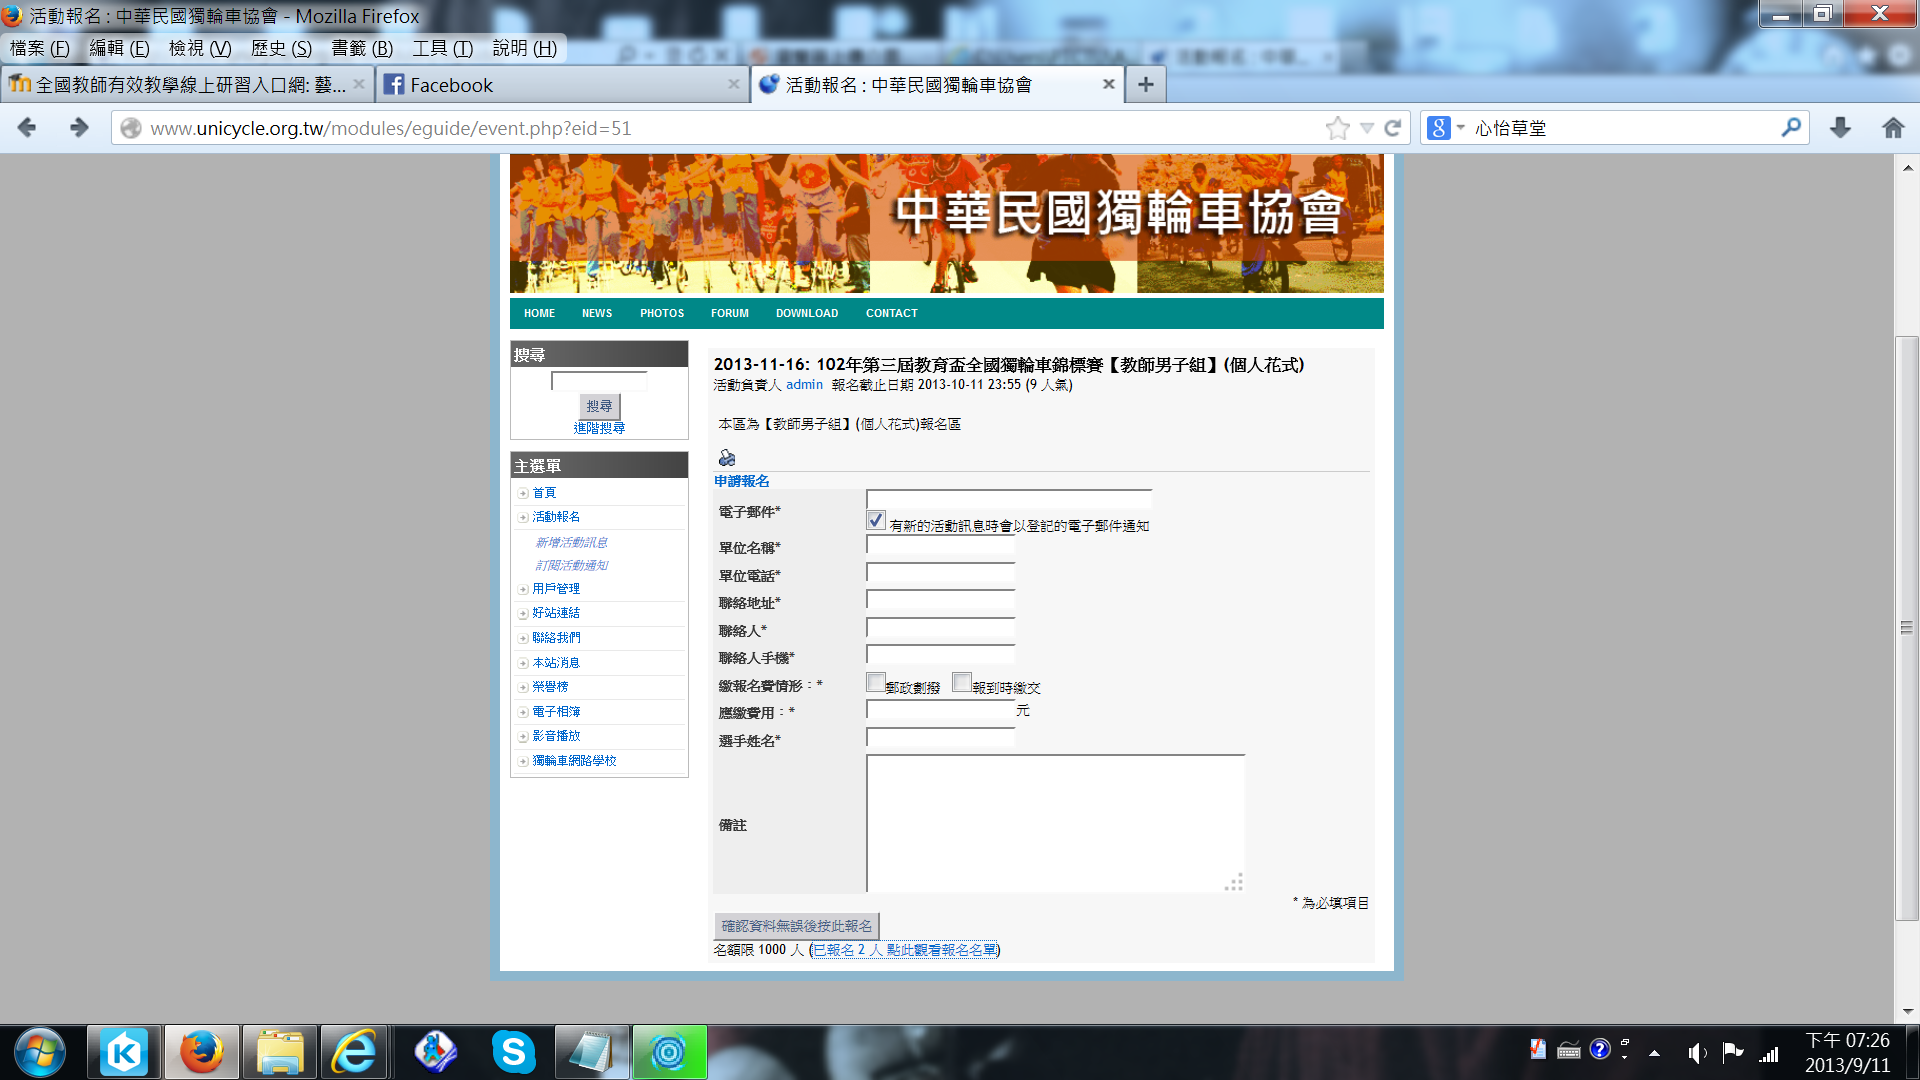 活動報名 : 中華民國獨輪車協會 - Mozilla Firefox
檔案 (F) 編輯 (E) 檢視 (V) 歷史 (S) 書籤 (B) 工具 (T) 說明 (H)
全國教師有效教學線上研習入口網: 藝... Facebook 活動報名 : 中華民國獨輪車協會
www.unicycle.org.tw/modules/eguide/event.php?eid=51 心怡草堂
中華民國獨輪車協會
HOME NEWS PHOTOS FORUM DOWNLOAD CONTACT
搜尋
搜尋
進階搜尋
主選單
首頁
活動報名
新增活動訊息
訂閱活動通知
用戶管理
好站連結
聯絡我們
本站消息
榮譽榜
電子相簿
影音播放
獨輪車網路學校
2013-11-16: 102年第三屆教育盃全國獨輪車錦標賽【教師男子組】(個人花式)
活動負責人 admin 報名截止日期 2013-10-11 23:55 (9 人氣)
本區為【教師男子組】(個人花式)報名區
申請報名
電子郵件*
有新的活動訊息時會以登記的電子郵件通知
單位名稱*
單位電話*
聯絡地址*
聯絡人*
聯絡人手機*
繳報名費情形：* 郵政劃撥 報到時繳交
應繳費用：* 元
選手姓名*
備註
* 為必填項目
確認資料無誤後按此報名
名額限 1000 人 (已報名 2 人 點此觀看報名名單)
下午 07:26
2013/9/11